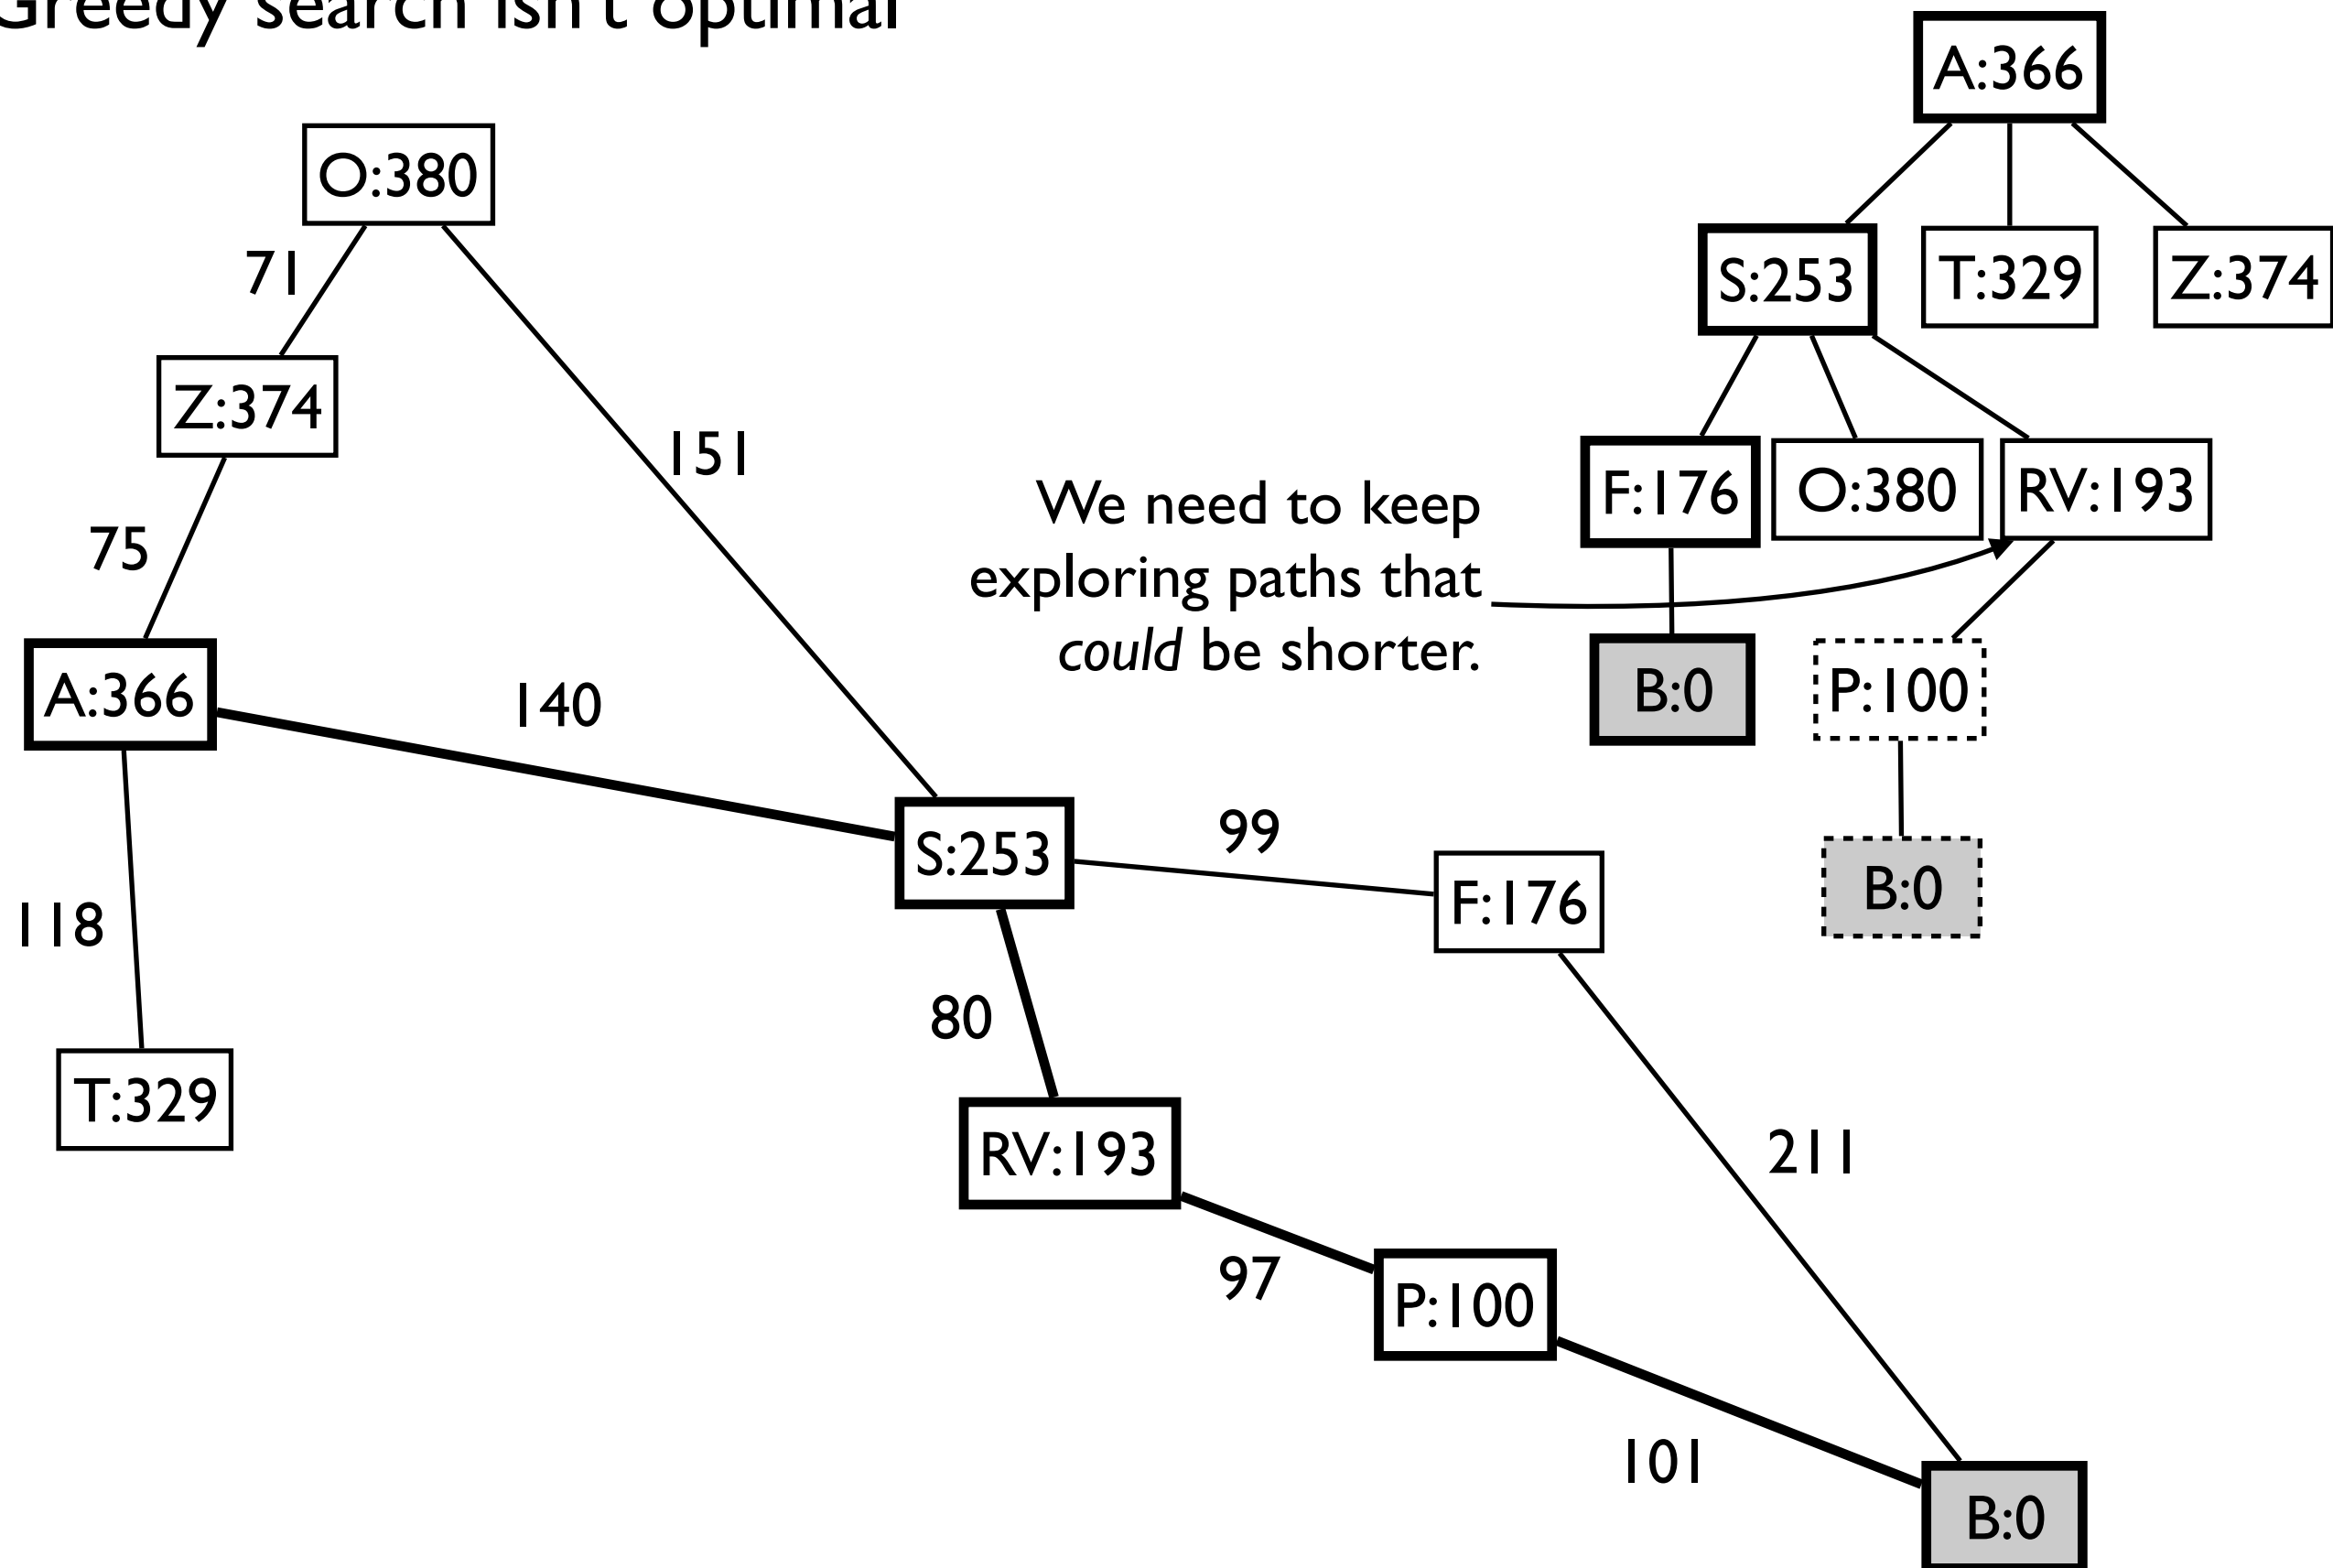 Greedy search isn't optimal
A:366
O:380
S:253
T:329
Z:374
71
Z:374
151
F:176
O:380
RV:193
We need to keep
exploring paths that
could be shorter.
75
A:366
140
B:0
P:100
S:253
99
F:176
B:0
118
80
T:329
RV:193
211
97
P:100
101
B:0